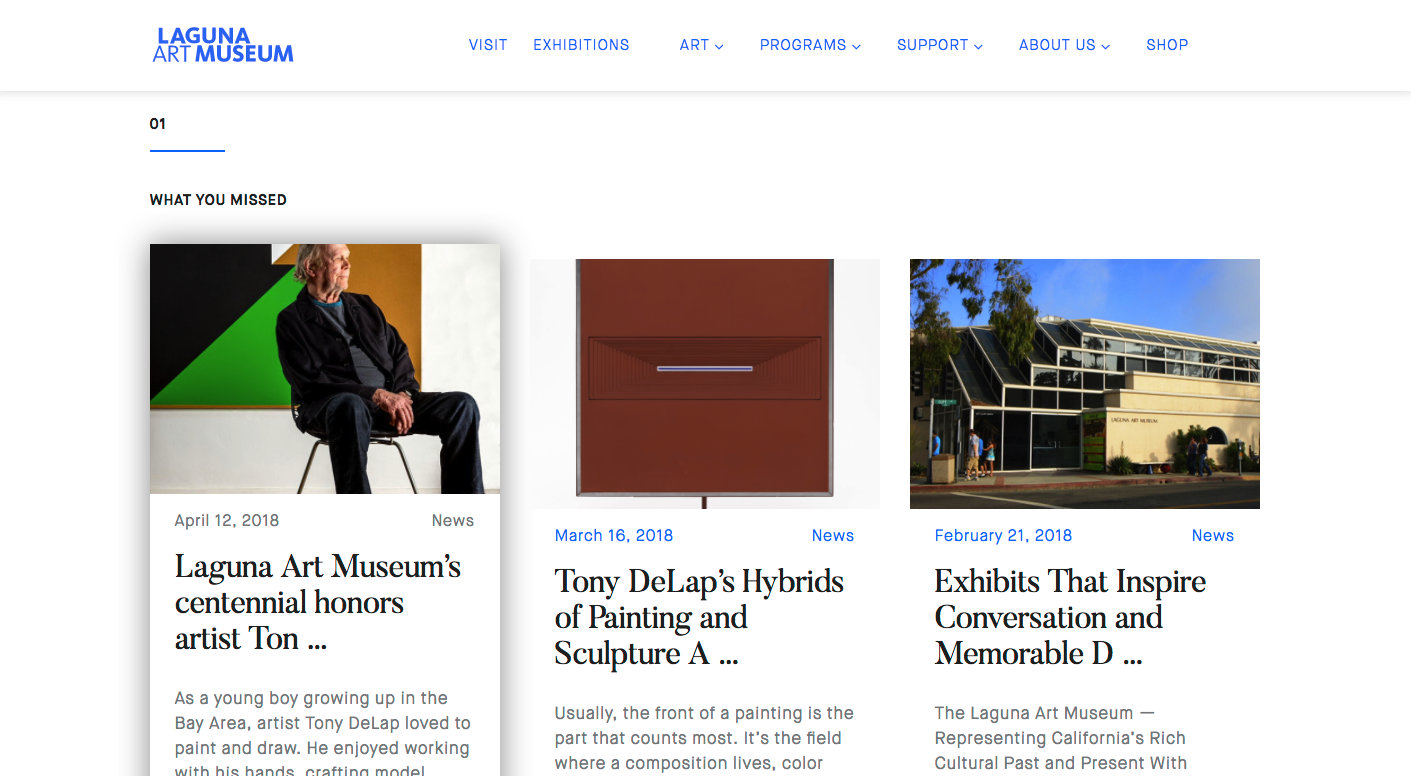 LAGUNA
ART MUSEUM
VISIT
EXHIBITIONS
ART
PROGRAMS
SUPPORT
ABOUT US
SHOP
01
WHAT YOU MISSED
April 12, 2018
News
Laguna Art Museum’s
centennial honors
artist Ton ...
As a young boy growing up in the
Bay Area, artist Tony DeLap loved to
paint and draw. He enjoyed working
with his hands, crafting model
March 16, 2018
News
Tony DeLap’s Hybrids
of Painting and
Sculpture A ...
Usually, the front of a painting is the
part that counts most. It’s the field
where a composition lives, color
LAGUNA ART MUSEUM
February 21, 2018
News
Exhibits That Inspire
Conversation and
Memorable D ...
The Laguna Art Museum —
Representing California’s Rich
Cultural Past and Present With